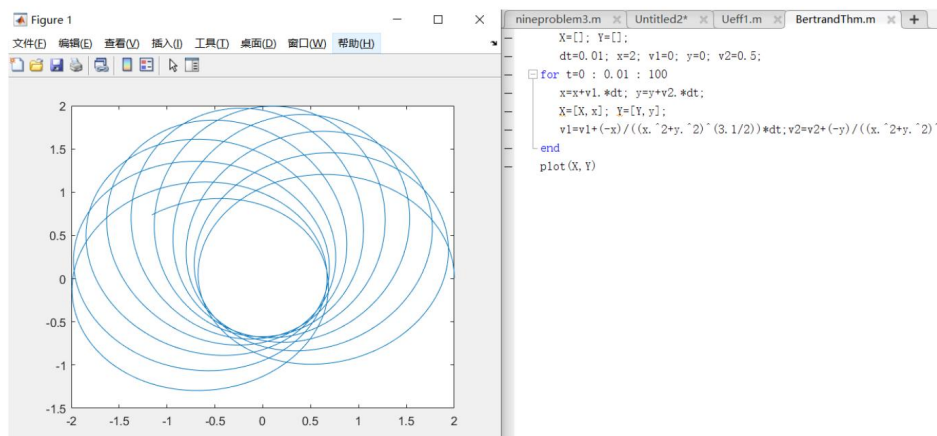 Figure 1
文件(F) 编辑(E) 查看(V) 插入(I) 工具(T) 桌面(D) 窗口(W) 帮助(H)
2
1.5
1
0.5
0
-0.5
-1
-1.5
-2 -1.5 -1 -0.5 0 0.5 1 1.5 2
nineproblem3.m Untitled2* Ueff1.m BertrandThm.m
X=[]; Y=[];
dt=0.01; x=2; v1=0; y=0; v2=0.5;
for t=0 : 0.01 : 100
x=x+v1.*dt; y=y+v2.*dt;
X=[X,x]; Y=[Y,y];
v1=v1+(-x)/((x.^2+y.^2)^(3.1/2))*dt;v2=v2+(-y)/((x.^2+y.^2)^
end
plot(X,Y)